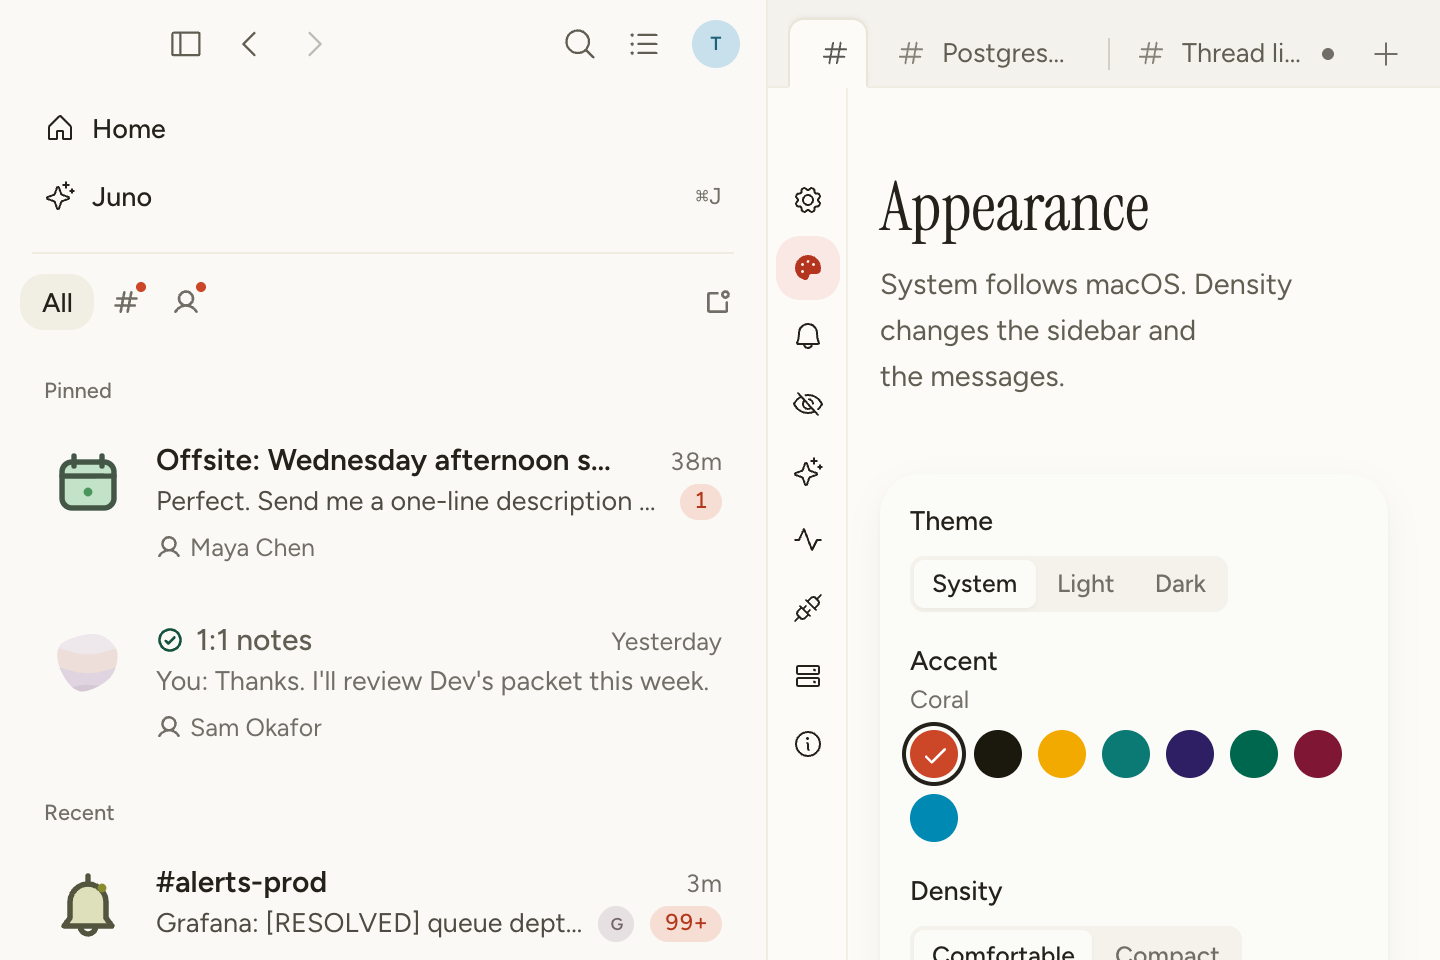 T
Home
Juno
⌘J
All
Pinned
Offsite: Wednesday afternoon s...
38m
Perfect. Send me a one-line description ...
1
Maya Chen
1:1 notes
Yesterday
You: Thanks. I'll review Dev's packet this week.
Sam Okafor
Recent
#alerts-prod
3m
Grafana: [RESOLVED] queue dept...
G
99+
Postgres...
Thread li...
Appearance
System follows macOS. Density
changes the sidebar and
the messages.
Theme
System
Light
Dark
Accent
Coral
Density
Comfortable
Compact